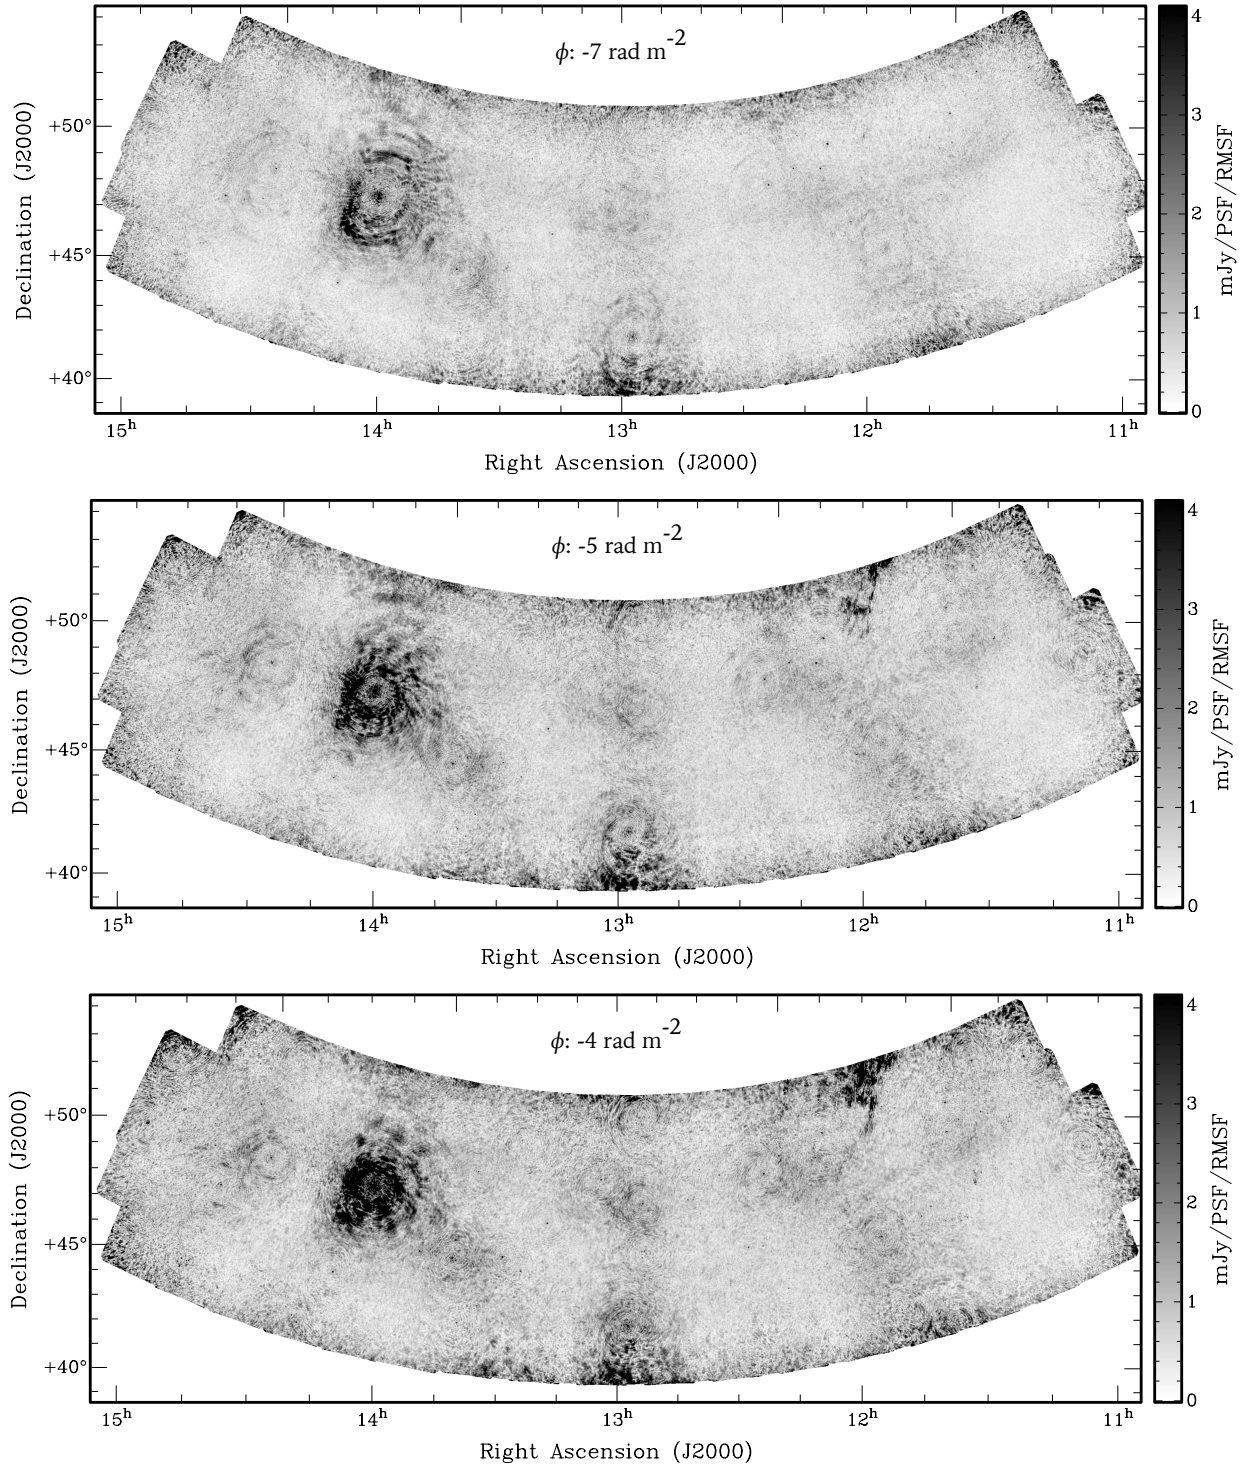 ϕ: -7 rad m-2
+50°
+45°
+40°
Declination (J2000)
15h 14h 13h 12h 11h
Right Ascension (J2000)
4
3
2
1
0
mJy/PSF/RMSF
ϕ: -5 rad m-2
+50°
+45°
+40°
Declination (J2000)
15h 14h 13h 12h 11h
Right Ascension (J2000)
4
3
2
1
0
mJy/PSF/RMSF
ϕ: -4 rad m-2
+50°
+45°
+40°
Declination (J2000)
15h 14h 13h 12h 11h
Right Ascension (J2000)
4
3
2
1
0
mJy/PSF/RMSF